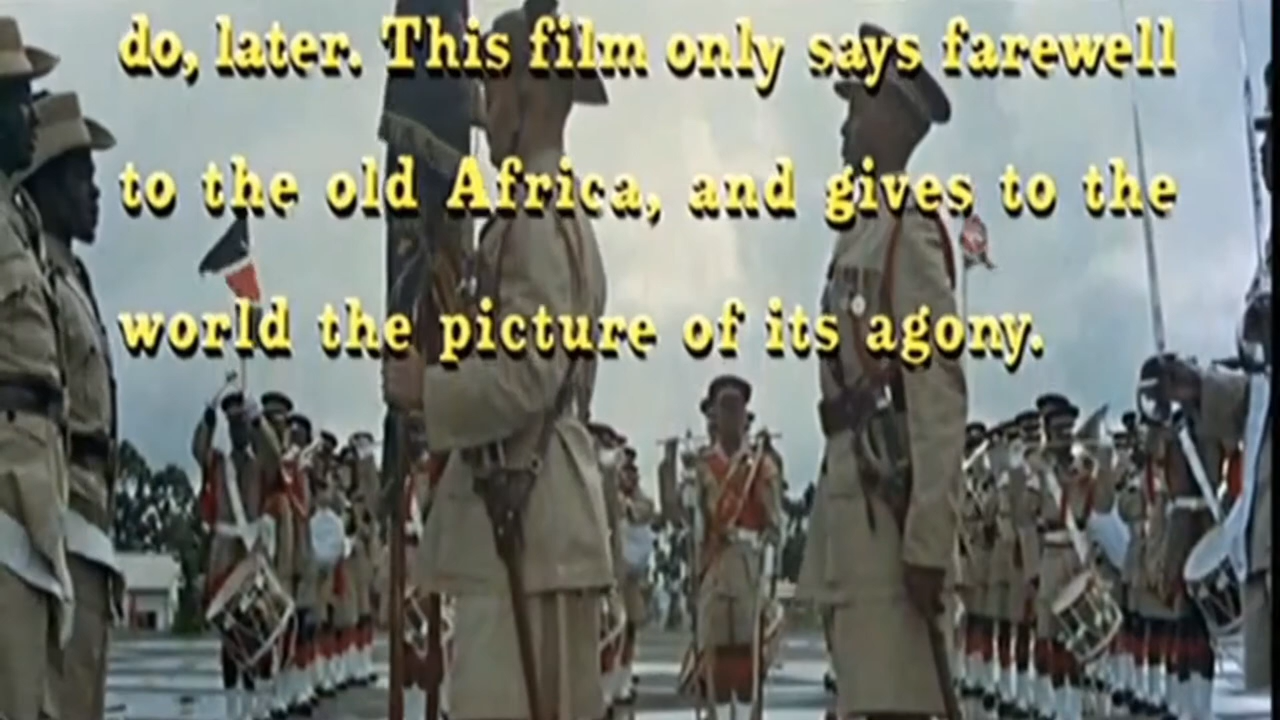 do, later. This film only says farewell
to the old Africa, and gives to the
world the picture of its agony.